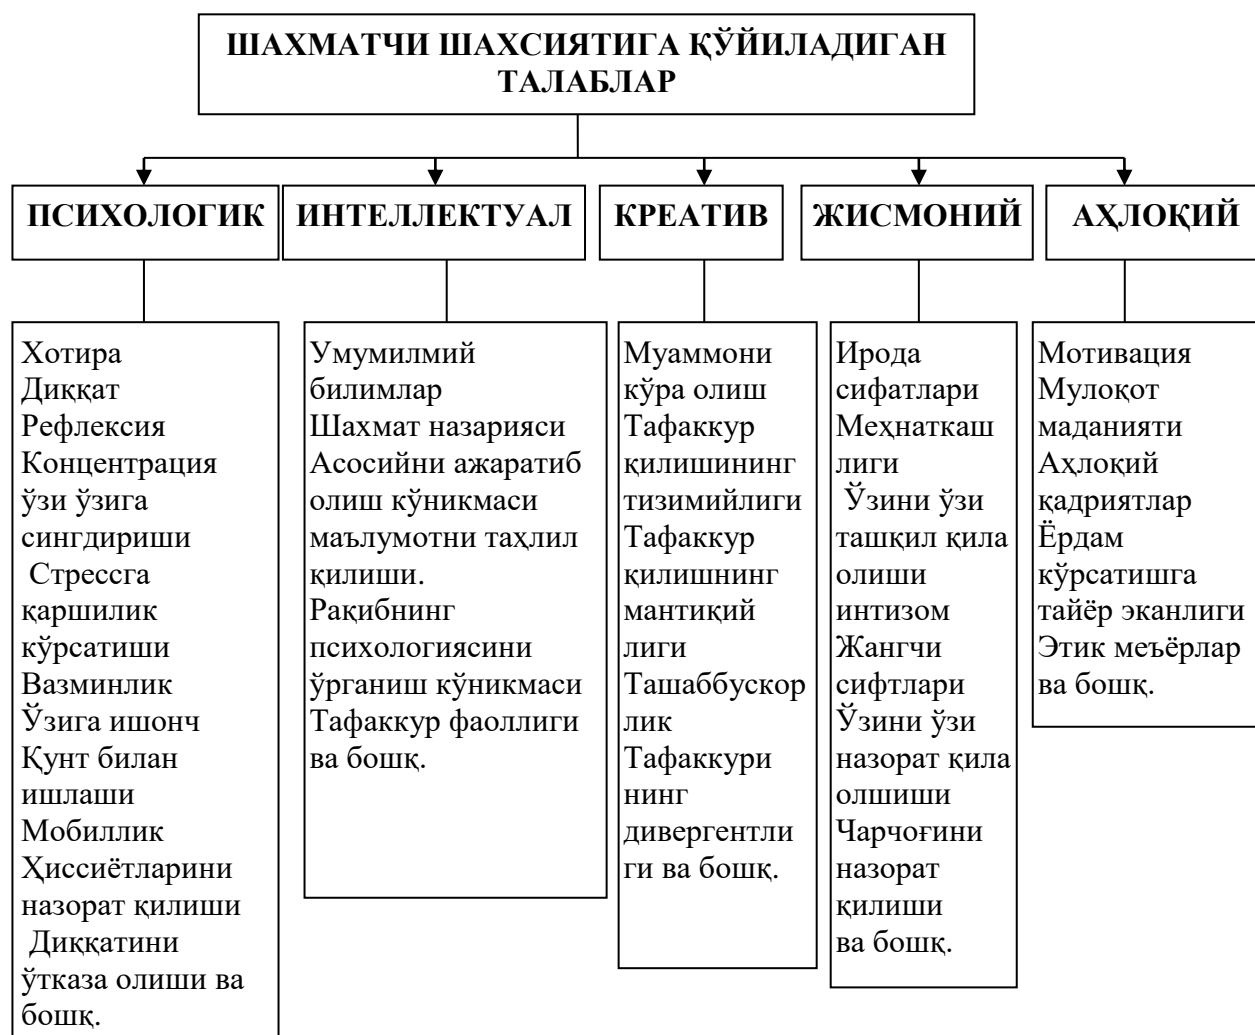 ШАХМАТЧИ ШАХСИЯТИГА ҚЎЙИЛАДИГАН
ТАЛАБЛАР
ПСИХОЛОГИК
ИНТЕЛЛЕКТУАЛ
КРЕАТИВ
ЖИСМОНИЙ
АҲЛОҚИЙ
Хотира
Диққат
Рефлексия
Концентрация
ўзи ўзига
сингдириши
Стрессга
қаршилик
кўрсатиши
Вазминлик
Ўзига ишонч
Қунт билан
ишлаши
Мобиллик
Ҳиссиётларини
назорат қилиши
Диққатини
ўтказа олиши ва
бошқ.
Умумилмий
билимлар
Шахмат назарияси
Асосийни ажаратиб
олиш кўникмаси
маълумотни таҳлил
қилиши.
Рақибнинг
психологиясини
ўрганиш кўникмаси
Тафаккур фаоллиги
ва бошқ.
Муаммони
кўра олиш
Тафаккур
қилишининг
тизимийлиги
Тафаккур
қилишнинг
мантиқий
лиги
Ташаббускор
лик
Тафаккури
нинг
дивергентли
ги ва бошқ.
Ирода
сифатлари
Меҳнаткаш
лиги
Ўзини ўзи
ташқил қила
олиши
интизом
Жангчи
сифтлари
Ўзини ўзи
назорат қила
олшиши
Чарчоғини
назорат
қилиши
ва бошқ.
Мотивация
Мулоқот
маданияти
Аҳлоқий
қадриятлар
Ёрдам
кўрсатишга
тайёр эканлиги
Этик меъёрлар
ва бошқ.